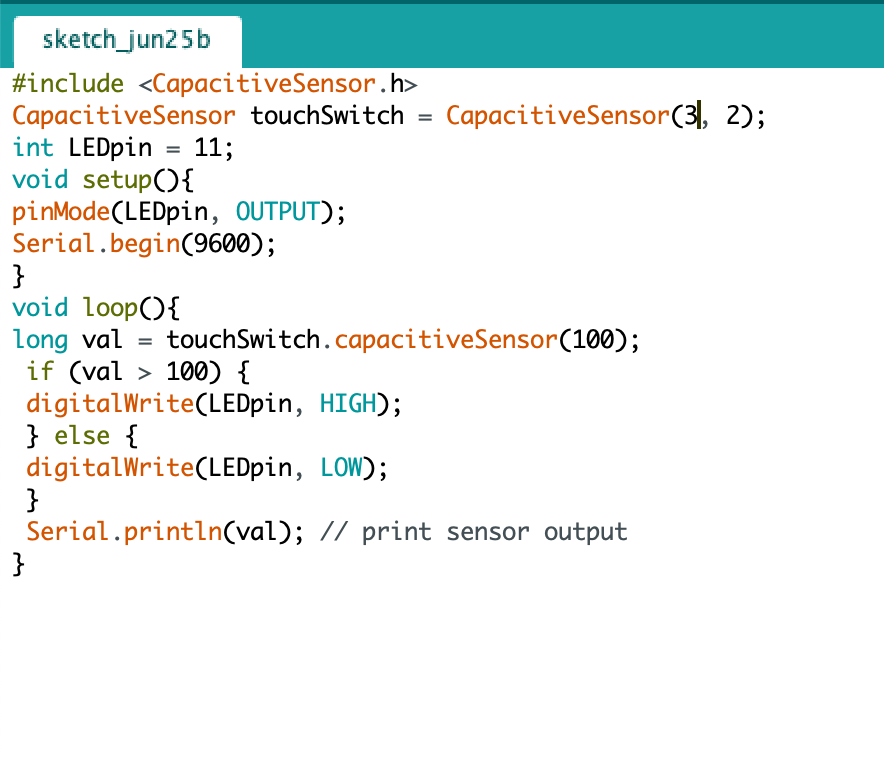 sketch_jun25b
#include <CapacitiveSensor.h>
CapacitiveSensor touchSwitch = CapacitiveSensor(3, 2);
int LEDpin = 11;
void setup(){
pinMode(LEDpin, OUTPUT);
Serial.begin(9600);
}
void loop(){
long val = touchSwitch.capacitiveSensor(100);
 if (val > 100) {
 digitalWrite(LEDpin, HIGH);
 } else {
 digitalWrite(LEDpin, LOW);
 }
 Serial.println(val); // print sensor output
}